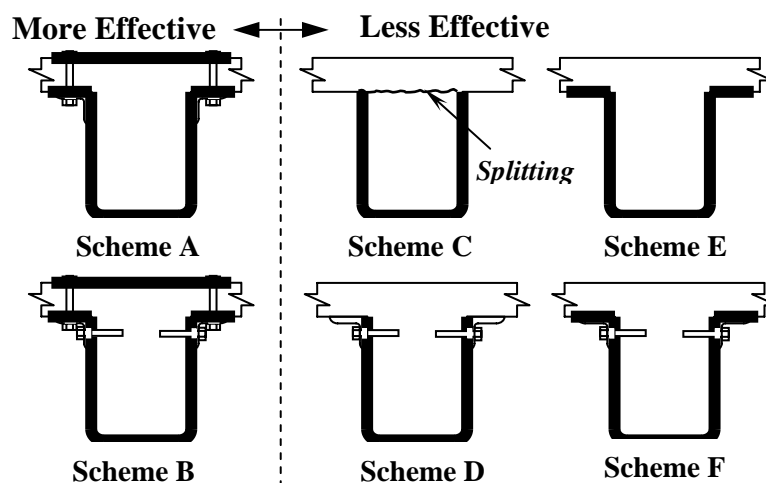 More Effective
Less Effective
Splitting
Scheme A
Scheme C
Scheme E
Scheme B
Scheme D
Scheme F